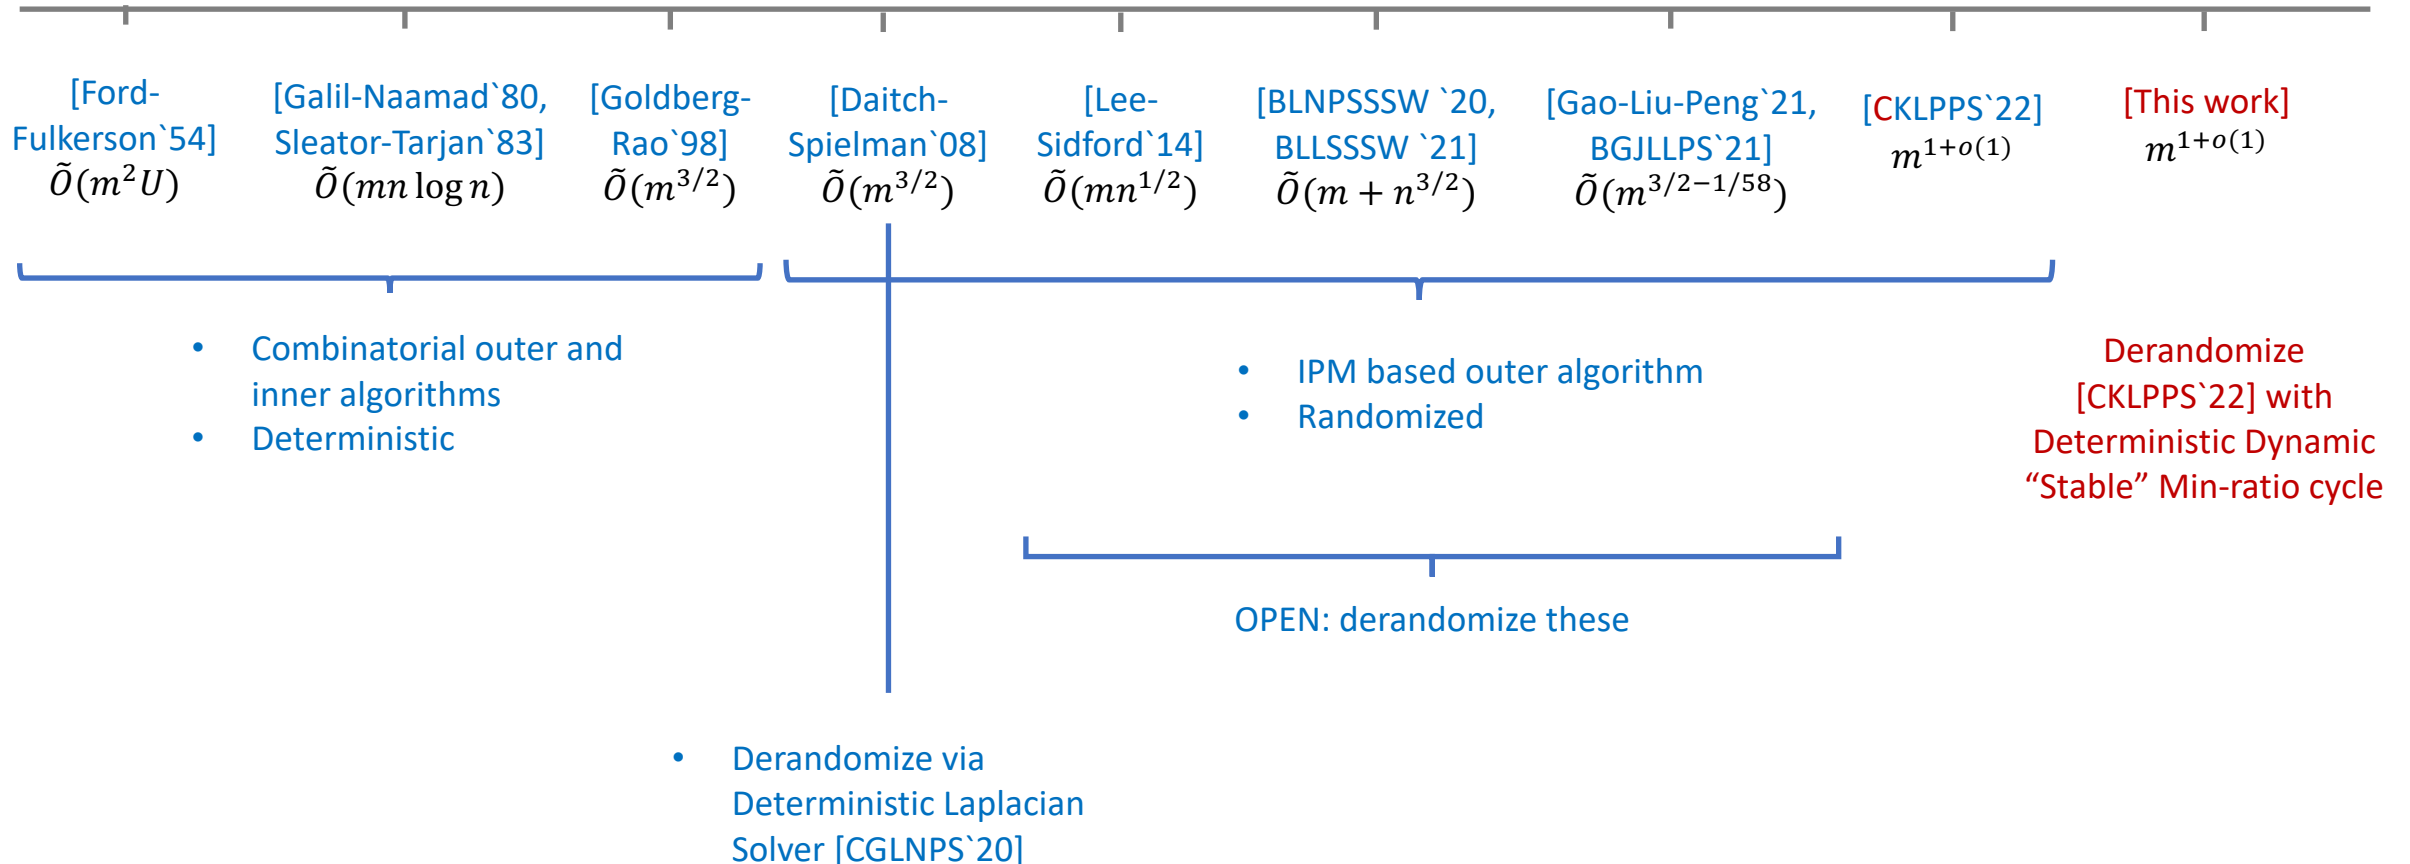 [Ford-
Fulkerson`54]
Õ(m²U)
[Galil-Naamad`80,
Sleator-Tarjan`83]
Õ(mn log n)
[Goldberg-
Rao`98]
Õ(m^{3/2})
[Daitch-
Spielman`08]
Õ(m^{3/2})
[Lee-
Sidford`14]
Õ(mn^{1/2})
[BLNPSSSW `20,
BLLSSSW `21]
Õ(m + n^{3/2})
[Gao-Liu-Peng`21,
BGJLLPS`21]
Õ(m^{3/2−1/58})
[CKLPPS`22]
m^{1+o(1)}
[This work]
m^{1+o(1)}
• Combinatorial outer and
inner algorithms
• Deterministic
• IPM based outer algorithm
• Randomized
Derandomize
[CKLPPS`22] with
Deterministic Dynamic
“Stable” Min-ratio cycle
OPEN: derandomize these
• Derandomize via
Deterministic Laplacian
Solver [CGLNPS`20]